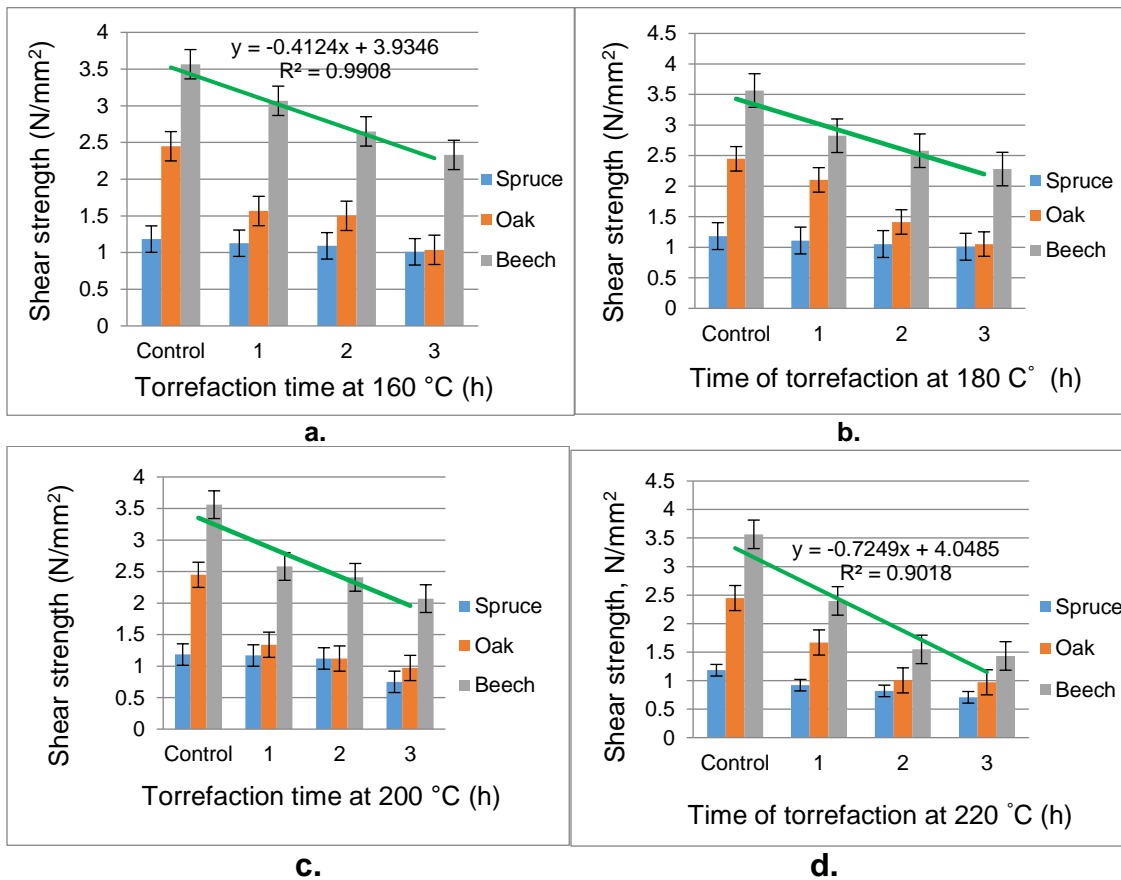 4
3.5
3
2.5
2
1.5
1
0.5
0
Shear strength (N/mm²)
y = -0.4124x + 3.9346
R² = 0.9908
Spruce
Oak
Beech
Control 1 2 3
Torrefaction time at 160 °C (h)
a.
4.5
4
3.5
3
2.5
2
1.5
1
0.5
0
Shear strength (N/mm²)
Spruce
Oak
Beech
Control 1 2 3
Time of torrefaction at 180 C° (h)
b.
4
3.5
3
2.5
2
1.5
1
0.5
0
Shear strength (N/mm²)
Spruce
Oak
Beech
Control 1 2 3
Torrefaction time at 200 °C (h)
c.
4.5
4
3.5
3
2.5
2
1.5
1
0.5
0
Shear strength, N/mm²
y = -0.7249x + 4.0485
R² = 0.9018
Spruce
Oak
Beech
Control 1 2 3
Time of torrefaction at 220 °C (h)
d.